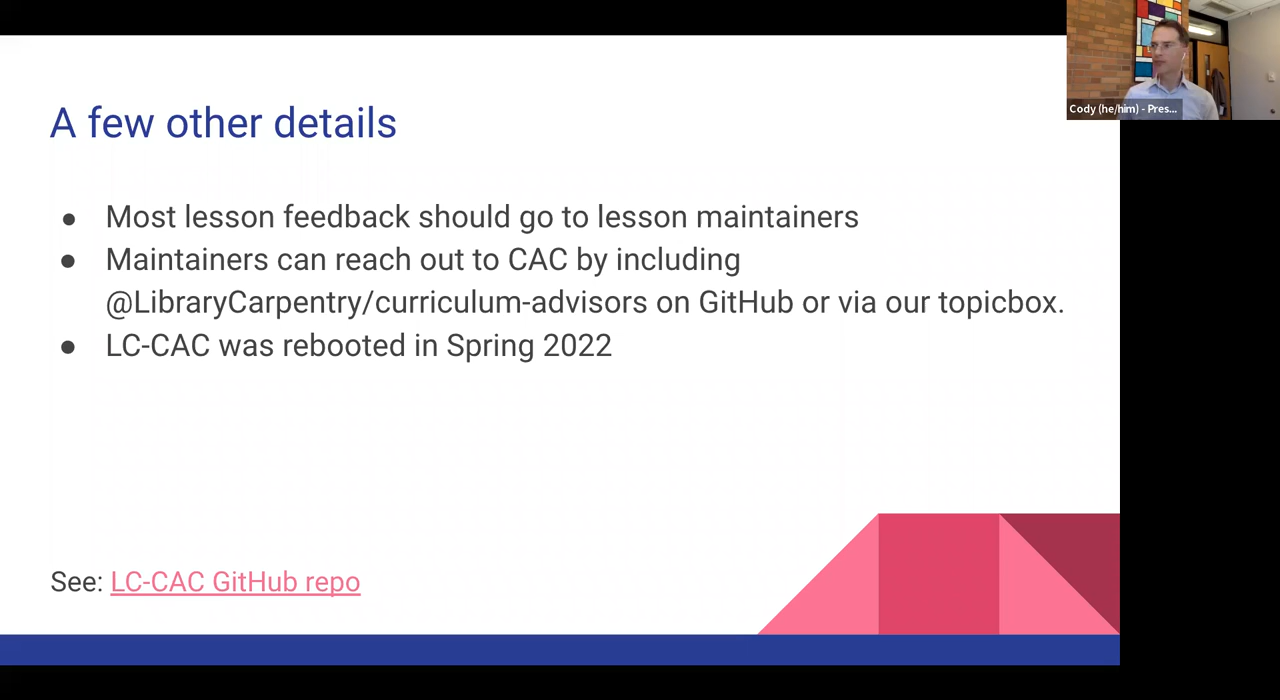 A few other details
● Most lesson feedback should go to lesson maintainers
● Maintainers can reach out to CAC by including
@LibraryCarpentry/curriculum-advisors on GitHub or via our topicbox.
● LC-CAC was rebooted in Spring 2022
See: LC-CAC GitHub repo
Cody (he/him) - Pres...